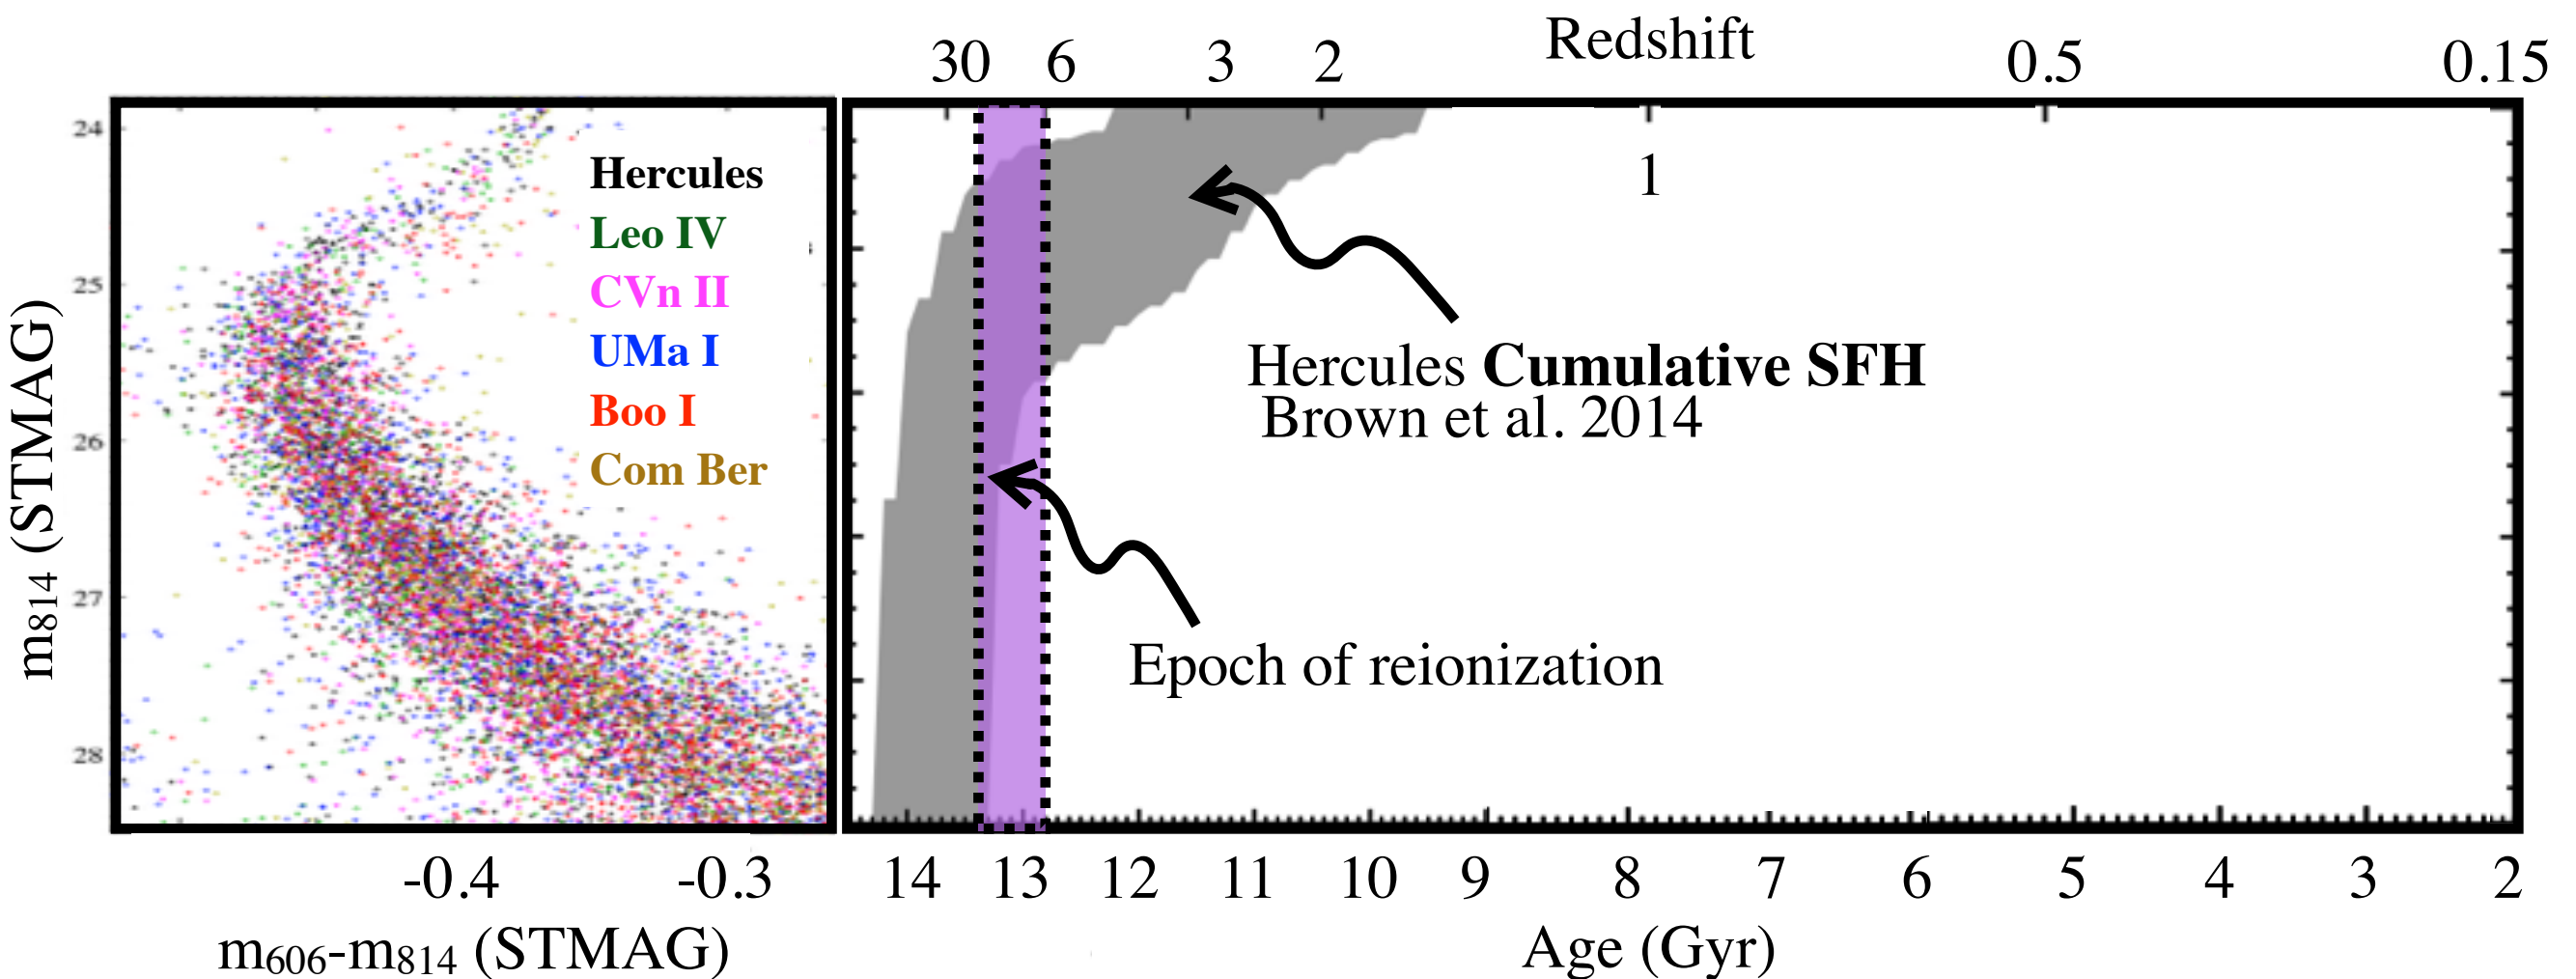 Redshift
30 6 3 2 0.5 0.15
1
24
25
26
27
28
m814 (STMAG)
Hercules
Leo IV
CVn II
UMa I
Boo I
Com Ber
Hercules Cumulative SFH
Brown et al. 2014
Epoch of reionization
-0.4 -0.3
m606-m814 (STMAG)
14 13 12 11 10 9 8 7 6 5 4 3 2
Age (Gyr)